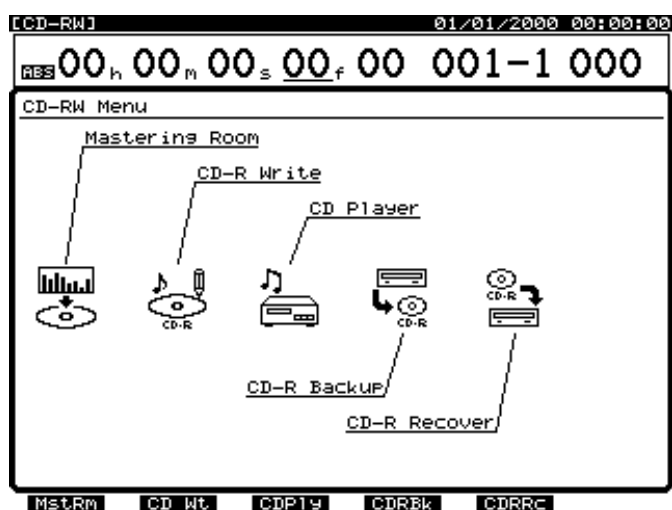 [CD-RW] 01/01/2000 00:00:00
ABS 00h 00m 00s 00f 00 001-1 000
CD-RW Menu
Mastering Room
CD-R Write
CD Player
CD-R
CD-R
CD-R
CD-R Backup
CD-R Recover
MstRm CD Wt CDPly CDRBk CDRRc